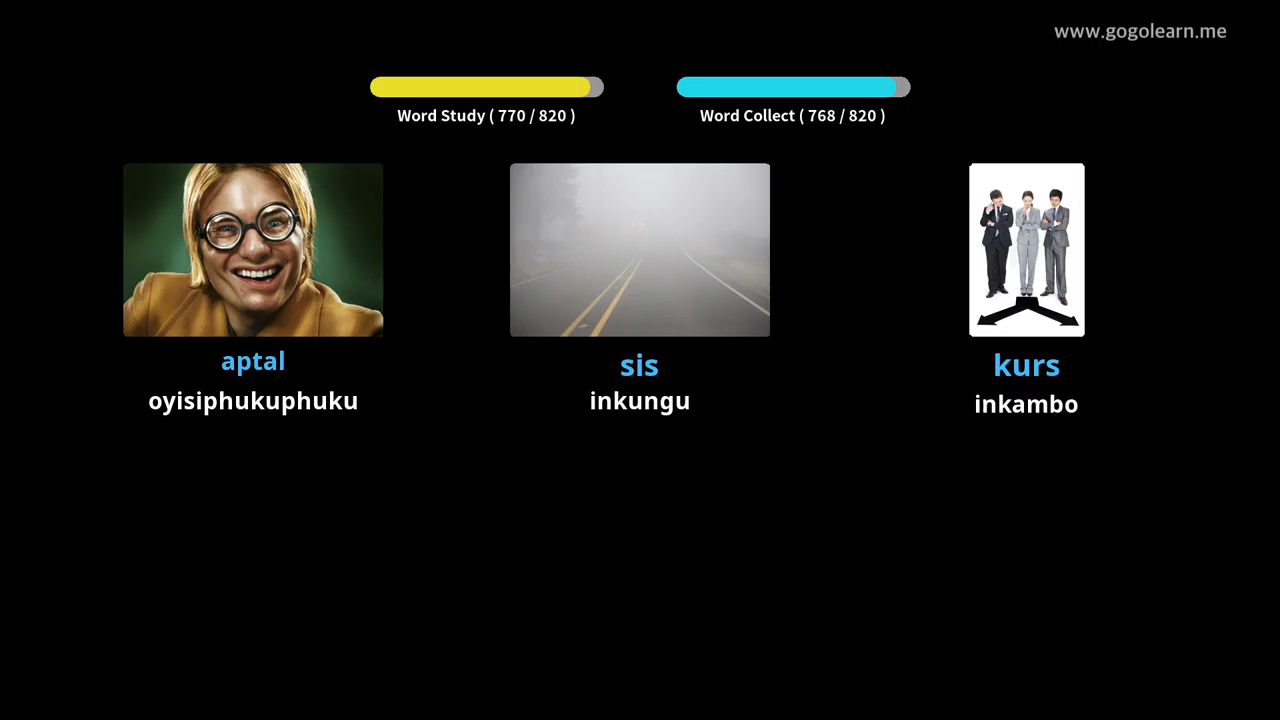 www.gogolearn.me
Word Study ( 770 / 820 )
Word Collect ( 768 / 820 )
aptal
oyisiphukuphuku
sis
inkungu
kurs
inkambo